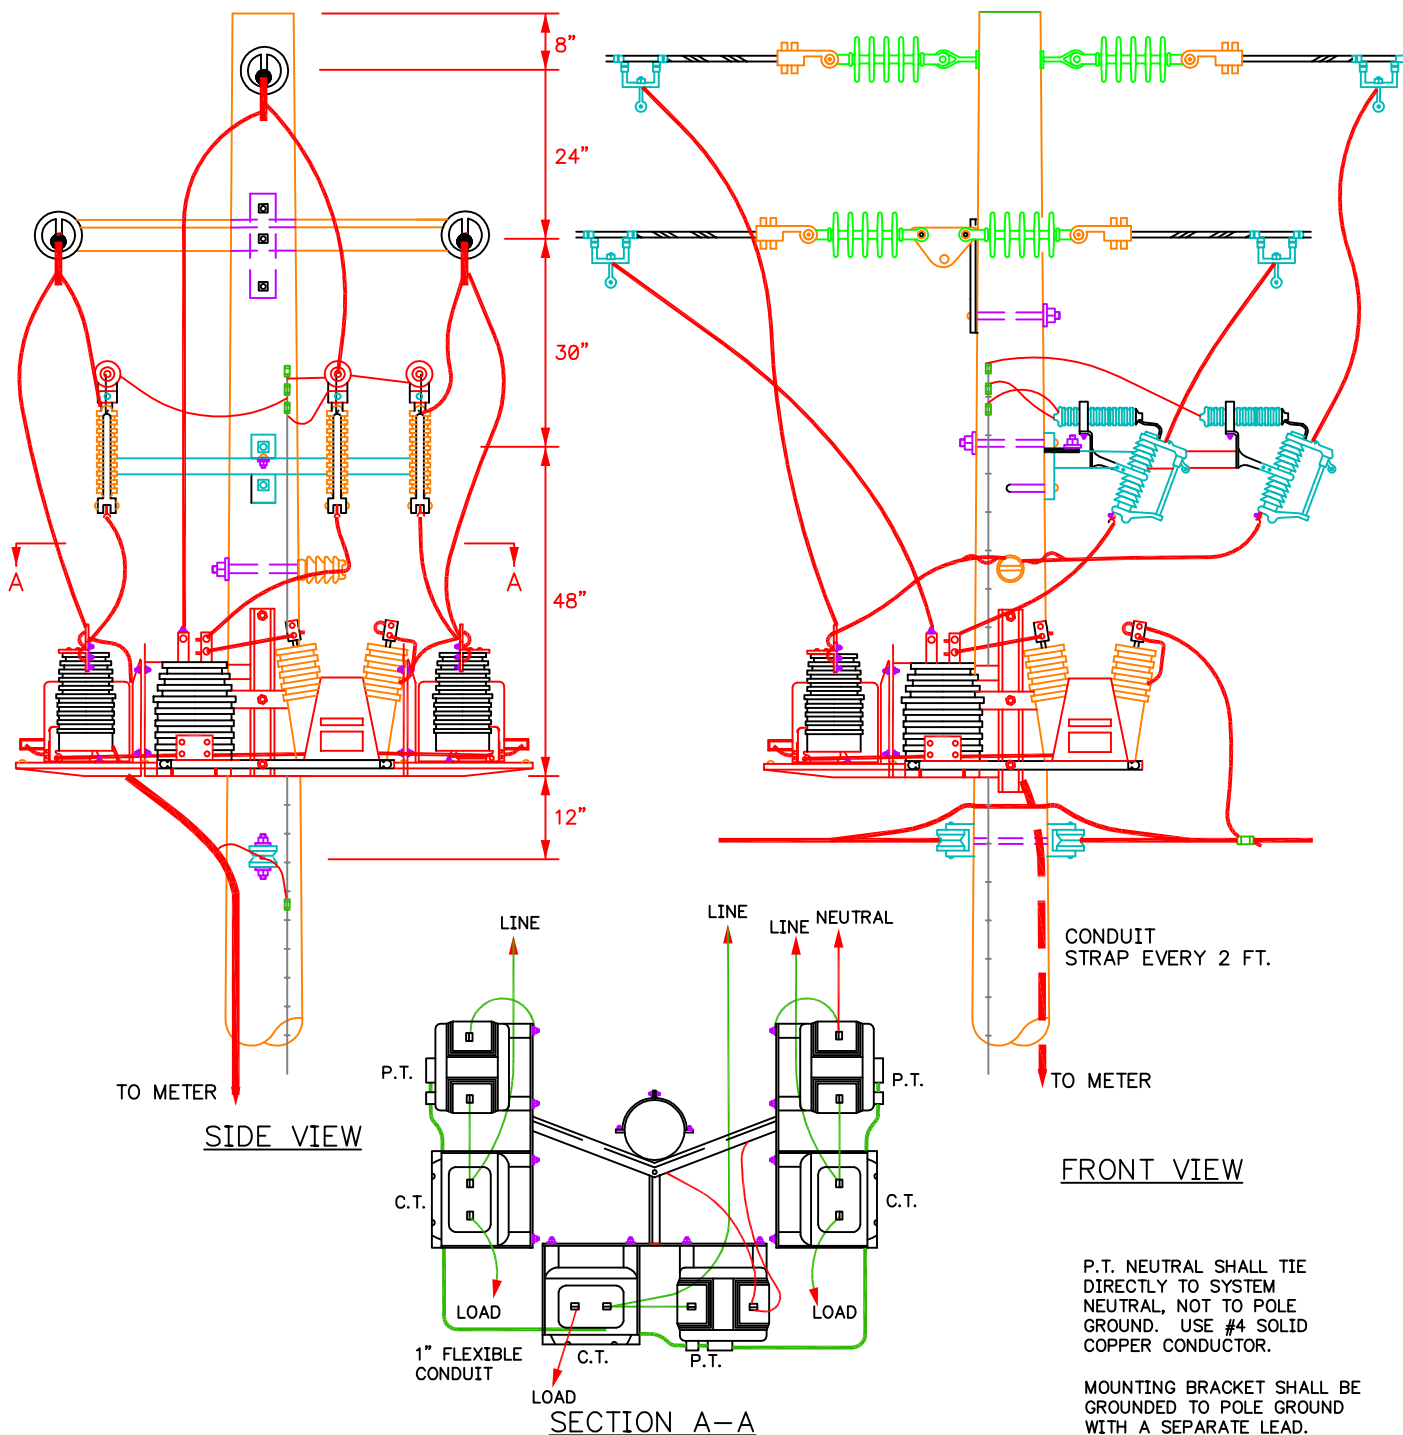 8"
24"
30"
48"
12"
A
A
TO METER
SIDE VIEW
CONDUIT
STRAP EVERY 2 FT.
TO METER
FRONT VIEW
LINE
LINE
LINE
NEUTRAL
P.T.
P.T.
C.T.
C.T.
LOAD
LOAD
1" FLEXIBLE
CONDUIT
C.T.
P.T.
LOAD
SECTION A-A
P.T. NEUTRAL SHALL TIE
DIRECTLY TO SYSTEM
NEUTRAL, NOT TO POLE
GROUND. USE #4 SOLID
COPPER CONDUCTOR.
MOUNTING BRACKET SHALL BE
GROUNDED TO POLE GROUND
WITH A SEPARATE LEAD.